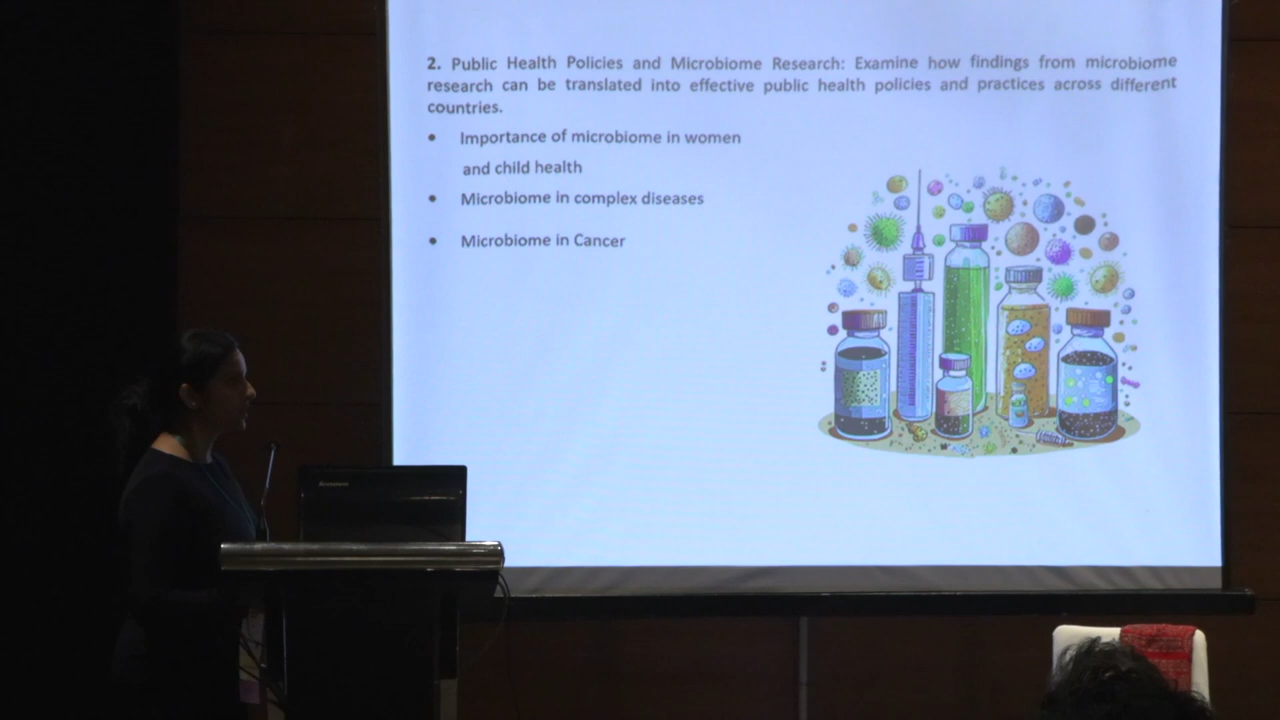 2. Public Health Policies and Microbiome Research: Examine how findings from microbiome
research can be translated into effective public health policies and practices across different
countries.
• Importance of microbiome in women
and child health
• Microbiome in complex diseases
• Microbiome in Cancer
Lenovo